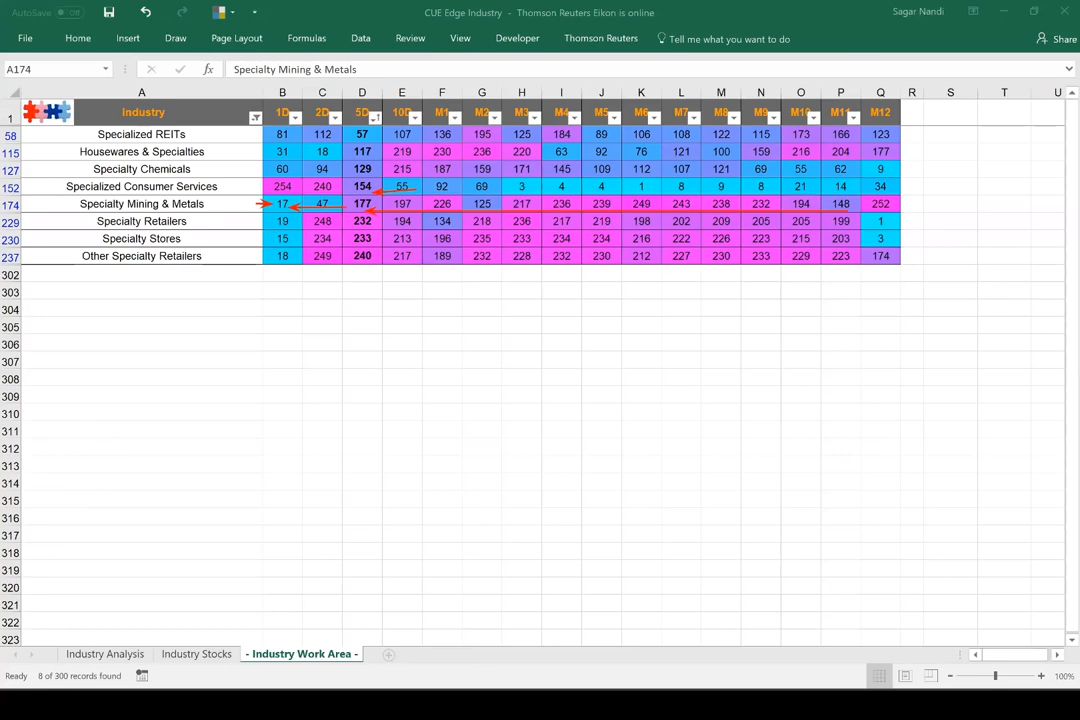 AutoSave Off CUE Edge Industry - Thomson Reuters Eikon is online Sagar Nandi
File Home Insert Draw Page Layout Formulas Data Review View Developer Thomson Reuters Tell me what you want to do Share
A174 fx Specialty Mining & Metals
A B C D E F G H I J K L M N O P Q R S T U
1 Industry 1D 2D 5D 10D M1 M2 M3 M4 M5 M6 M7 M8 M9 M10 M11 M12
58 Specialized REITs 81 112 57 107 136 195 125 184 89 106 108 122 115 173 166 123
115 Housewares & Specialties 31 18 117 219 230 236 220 63 92 76 121 100 159 216 204 177
127 Specialty Chemicals 60 94 129 215 187 159 171 145 109 112 107 121 69 55 62 9
152 Specialized Consumer Services 254 240 154 55 92 69 3 4 4 1 8 9 8 21 14 34
174 Specialty Mining & Metals 17 47 177 197 226 125 217 236 239 249 243 238 232 194 148 252
229 Specialty Retailers 19 248 232 194 134 218 236 217 219 198 202 209 205 205 199 1
230 Specialty Stores 15 234 233 213 196 235 233 234 234 216 222 226 223 215 203 3
237 Other Specialty Retailers 18 249 240 217 189 232 228 232 230 212 227 230 233 229 223 174
302
303
304
305
306
307
308
309
310
311
312
313
314
315
316
317
318
319
320
321
322
323
Industry Analysis Industry Stocks - Industry Work Area -
Ready 8 of 300 records found 100%